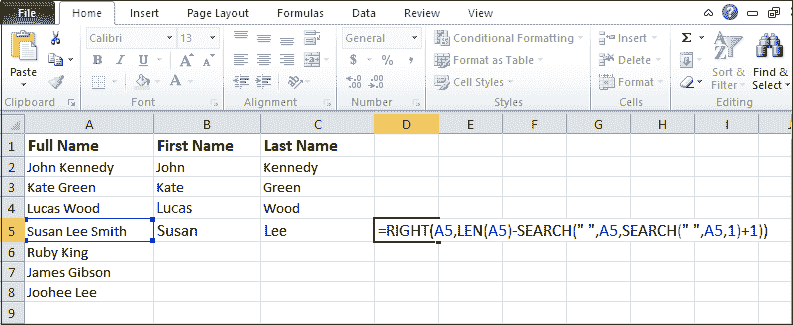 File Home Insert Page Layout Formulas Data Review View
Calibri 13 General Conditional Formatting Insert Σ
Paste B I U A A $ % , Format as Table Delete Sort & Find &
Cell Styles Format Filter Select
Clipboard Font Alignment Number Styles Cells Editing
A B C D E F G H I
1 Full Name First Name Last Name
2 John Kennedy John Kennedy
3 Kate Green Kate Green
4 Lucas Wood Lucas Wood
5 Susan Lee Smith Susan Lee =RIGHT(A5,LEN(A5)-SEARCH(" ",A5,SEARCH(" ",A5,1)+1))
6 Ruby King
7 James Gibson
8 Joohee Lee
9